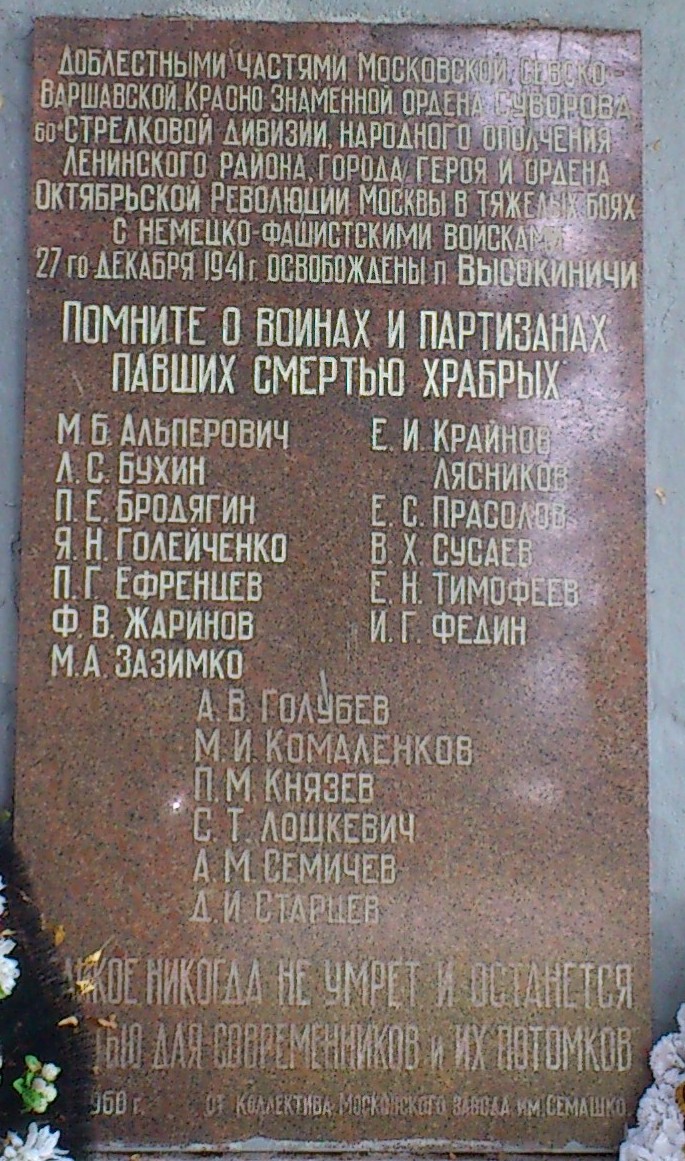 Доблестными частями Московской, Севско-
Варшавской, Красно Знаменной ордена Суворова
60й стрелковой дивизии, народного ополчения
Ленинского района, города/героя и ордена
Октябрьской Революции Москвы в тяжелых боях
с немецко-фашистскими войсками
27го декабря 1941 г. освобождены п Высокиничи
Помните о воинах и партизанах
павших смертью храбрых
М. Б. Альперович
Л. С. Бухин
П. Е. Бродягин
Я. Н. Голейченко
П. Г. Ефренцев
Ф. В. Жаринов
М. А. Зазимко
Е. И. Крайнов
Лясников
Е. С. Прасолов
В. Х. Сусаев
Е. Н. Тимофеев
И. Г. Федин
А. В. Голубев
М. И. Комаленков
П. М. Князев
С. Т. Лошкевич
А. М. Семичев
Д. И. Старцев
никогда не умрет и останется
для современников и их потомков
г. от коллектива Московского завода им. Семашко.